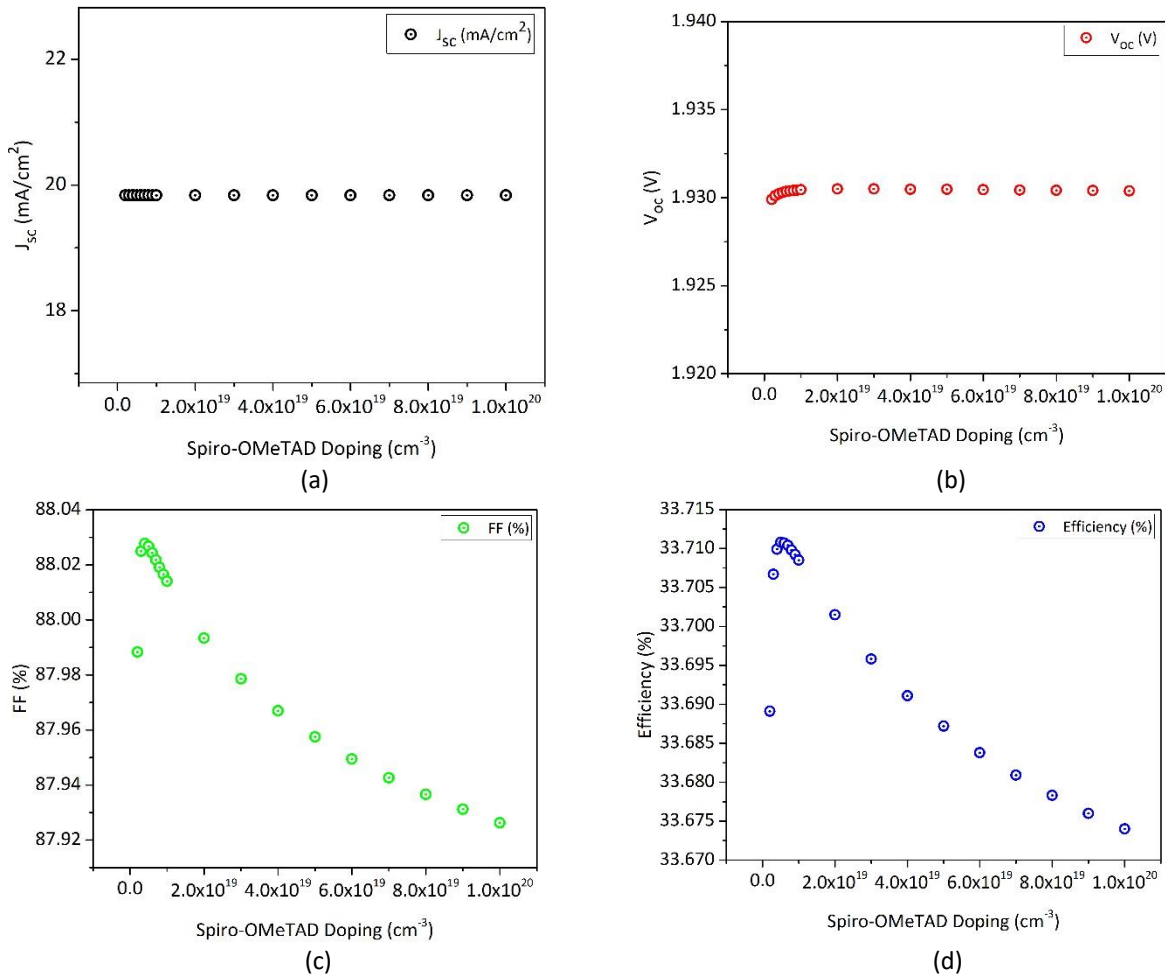 J_sc (mA/cm^2)
22
20
18
J_sc (mA/cm^2)
0.0 2.0x10^19 4.0x10^19 6.0x10^19 8.0x10^19 1.0x10^20
Spiro-OMeTAD Doping (cm^-3)
(a)
V_oc (V)
1.940
1.935
1.930
1.925
1.920
V_oc (V)
0.0 2.0x10^19 4.0x10^19 6.0x10^19 8.0x10^19 1.0x10^20
Spiro-OMeTAD Doping (cm^-3)
(b)
FF (%)
88.04
88.02
88.00
87.98
87.96
87.94
87.92
FF (%)
0.0 2.0x10^19 4.0x10^19 6.0x10^19 8.0x10^19 1.0x10^20
Spiro-OMeTAD Doping (cm^-3)
(c)
Efficiency (%)
33.715
33.710
33.705
33.700
33.695
33.690
33.685
33.680
33.675
33.670
Efficiency (%)
0.0 2.0x10^19 4.0x10^19 6.0x10^19 8.0x10^19 1.0x10^20
Spiro-OMeTAD Doping (cm^-3)
(d)